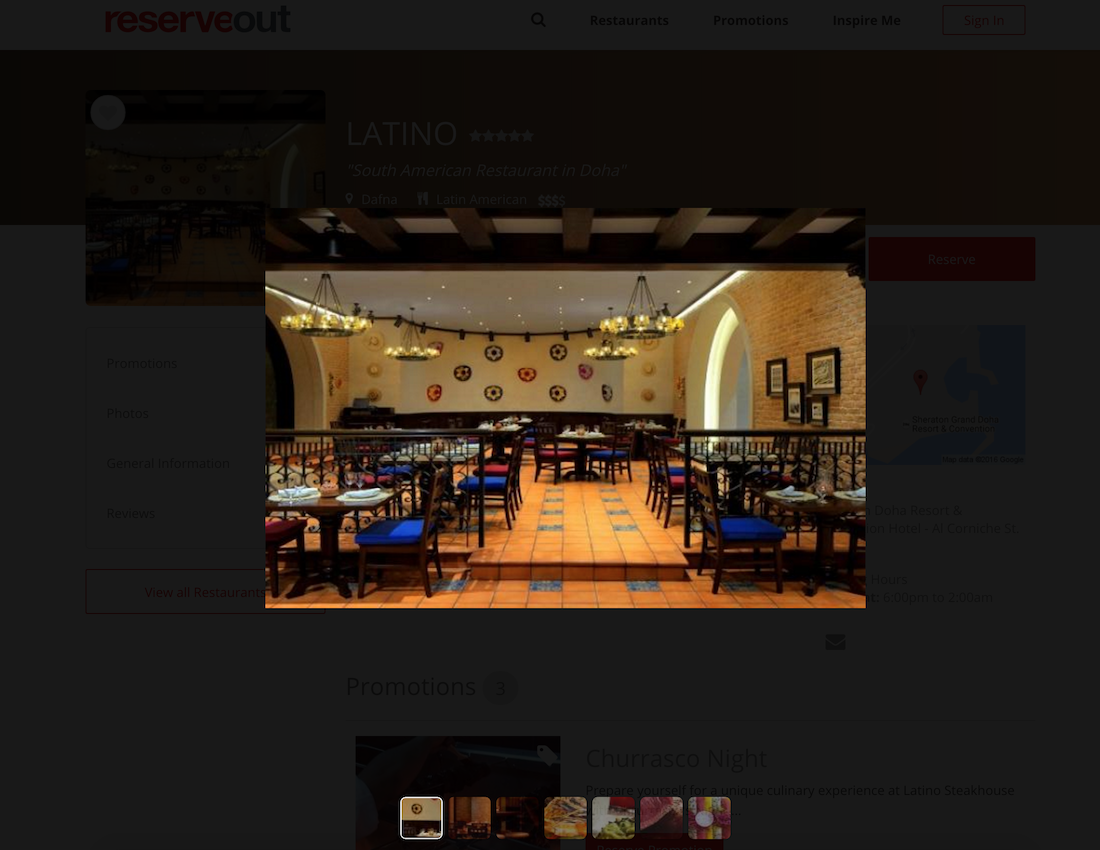 reserveout
Restaurants
Promotions
Inspire Me
Sign In
LATINO
"South American Restaurant in Doha"
Dafna
Latin American
$$$$
Reserve
Promotions
Photos
General Information
Reviews
View all Restaurants
Sheraton Grand Doha
Resort & Convention
Map data ©2019 Google
Doha Resort &
Hotel - Al Corniche St
Hours
6:00pm to 2:00am
Promotions 3
Churrasco Night
Prepare yourself for a unique culinary experience at Latino Steakhouse